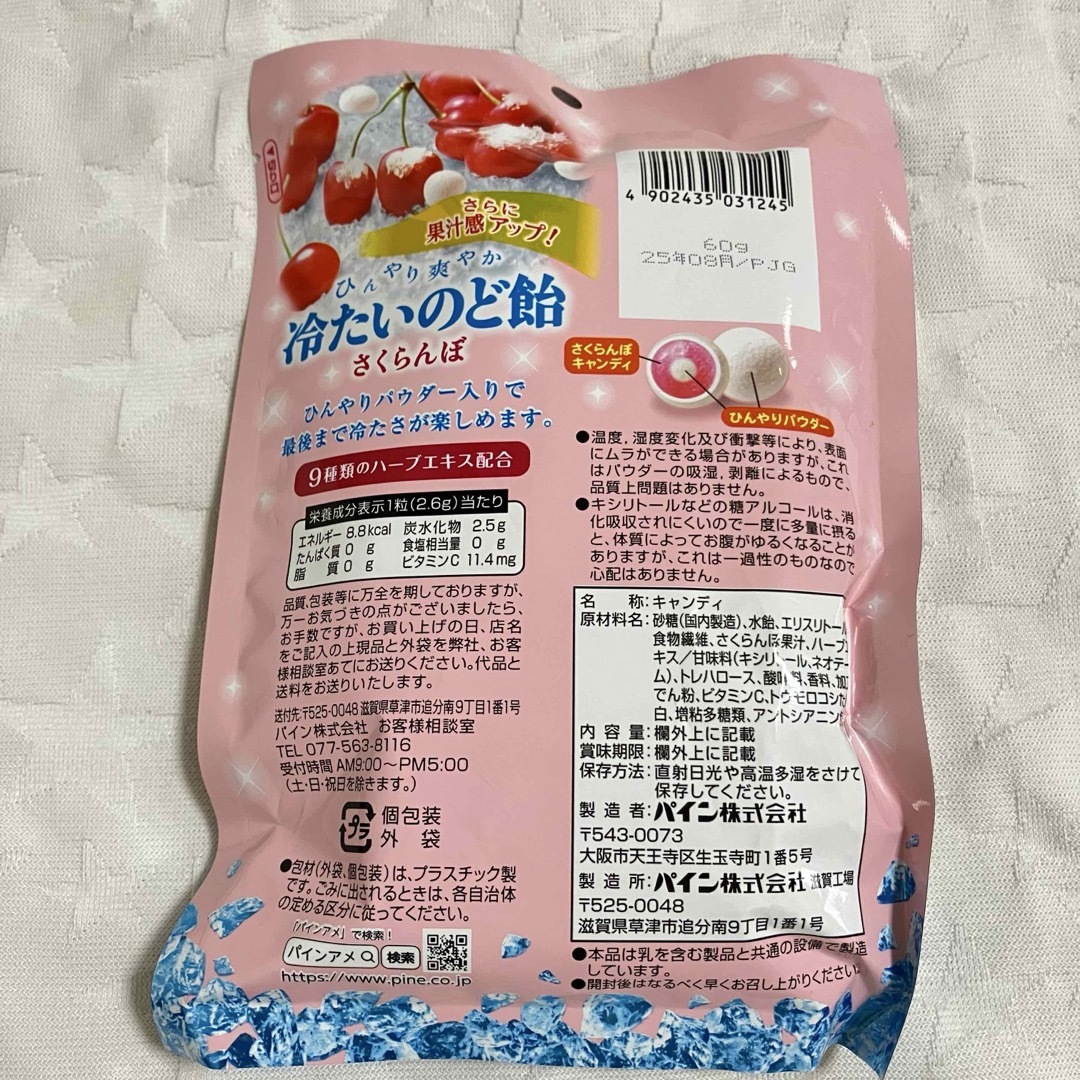 さらに
果汁感アップ!
ひんやり爽やか
冷たいのど飴
さくらんぼ
ひんやりパウダー入りで
最後まで冷たさが楽しめます。
9種類のハーブエキス配合
栄養成分表示1粒(2.6g)当たり
エネルギー 8.8kcal 炭水化物 2.5g
たんぱく質 0 g 食塩相当量 0 g
脂 質 0 g ビタミンC 11.4mg
品質、包装等に万全を期しておりますが、
万一お気づきの点がございましたら、
お手数ですが、お買い上げの日、店名
をご記入の上現品と外袋を弊社、お客
様相談室あてにお送りください。代品と
送料をお送りいたします。
送付先:〒525-0048 滋賀県草津市追分南9丁目1番1号
パイン株式会社 お客様相談室
TEL 077-563-8116
受付時間 AM9:00~PM5:00
(土・日・祝日を除きます。)
プラ
個包装
外 袋
●包材(外袋、個包装)は、プラスチック製
です。ごみに出されるときは、各自治体
の定める区分に従ってください。
「パインアメ」で検索!
パインアメ 検索
https://www.pine.co.jp
4 902435 031245
60g
25年08月/PJG
さくらんぼ
キャンディ
ひんやりパウダー
●温度,湿度変化及び衝撃等により、表面
にムラができる場合がありますが、これ
はパウダーの吸湿,剥離によるもので、
品質上問題はありません。
●キシリトールなどの糖アルコールは、消
化吸収されにくいので一度に多量に摂る
と、体質によってお腹がゆるくなることが
ありますが、これは一過性のものなので
心配はありません。
名 称:キャンディ
原材料名:砂糖(国内製造)、水飴、エリスリトール、
食物繊維、さくらんぼ果汁、ハーブエ
キス/甘味料(キシリトール、ネオテー
ム)、トレハロース、酸味料、香料、加工
でん粉、ビタミンC、トウモロコシたん
白、増粘多糖類、アントシアニン
内 容 量:欄外上に記載
賞味期限:欄外上に記載
保存方法:直射日光や高温多湿をさけて
保存してください。
製 造 者:パイン株式会社
〒543-0073
大阪市天王寺区生玉寺町1番5号
製 造 所:パイン株式会社 滋賀工場
〒525-0048
滋賀県草津市追分南9丁目1番1号
●本品は乳を含む製品と共通の設備で製造
しています。
●開封後はなるべく早くお召し上がりください。